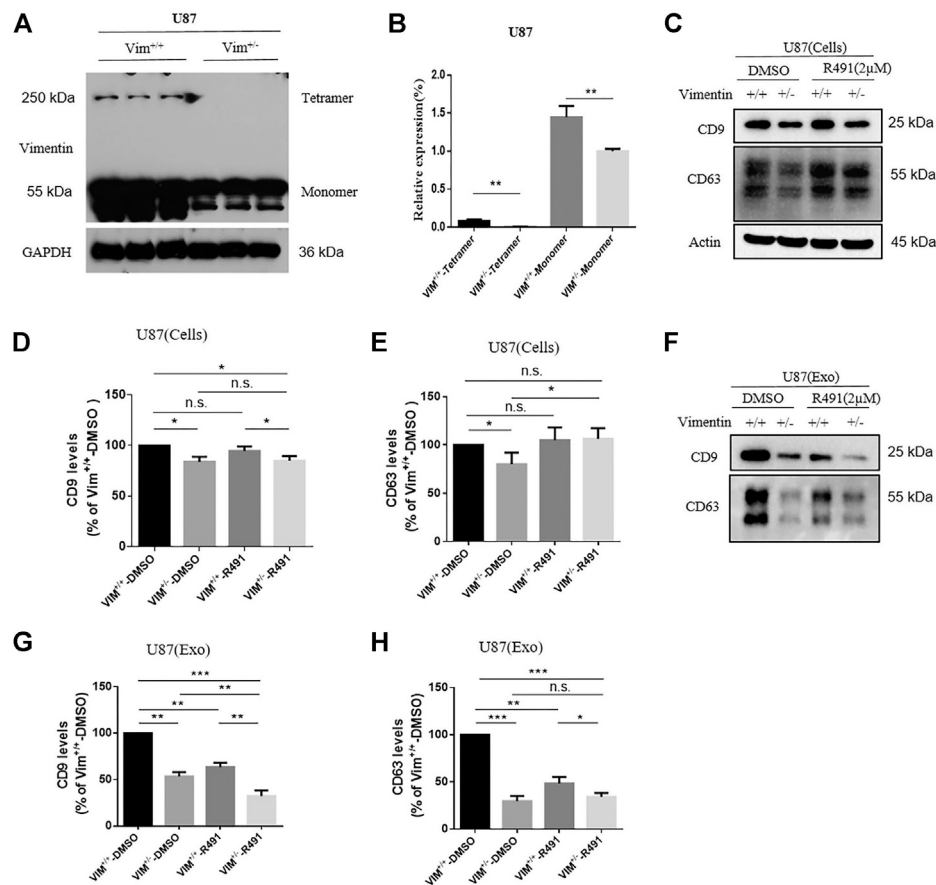 A
U87
Vim+/+ Vim+/-
250 kDa Tetramer
Vimentin
55 kDa Monomer
GAPDH 36 kDa
B
U87
Relative expression(%)
2.0
1.5
1.0
0.5
0.0
** **
VIM+/+-Tetramer
VIM+/--Tetramer
VIM+/+-Monomer
VIM+/--Monomer
C
U87(Cells)
DMSO R491(2μM)
Vimentin +/+ +/- +/+ +/-
CD9 25 kDa
CD63 55 kDa
Actin 45 kDa
D
U87(Cells)
CD9 levels
(% of Vim+/+-DMSO )
150
100
50
0
*
n.s.
n.s.
* *
VIM+/+-DMSO
VIM+/--DMSO
VIM+/+-R491
VIM+/--R491
E
U87(Cells)
CD63 levels
(% of Vim+/+-DMSO)
150
100
50
0
n.s.
*
n.s.
*
VIM+/+-DMSO
VIM+/--DMSO
VIM+/+-R491
VIM+/--R491
F
U87(Exo)
DMSO R491(2μM)
Vimentin +/+ +/- +/+ +/-
CD9 25 kDa
CD63 55 kDa
G
U87(Exo)
CD9 levels
(% of Vim+/+-DMSO)
150
100
50
0
***
**
**
** **
VIM+/+-DMSO
VIM+/--DMSO
VIM+/+-R491
VIM+/--R491
H
U87(Exo)
CD63 levels
(% of Vim+/+-DMSO)
150
100
50
0
***
n.s.
**
*** *
VIM+/+-DMSO
VIM+/--DMSO
VIM+/+-R491
VIM+/--R491